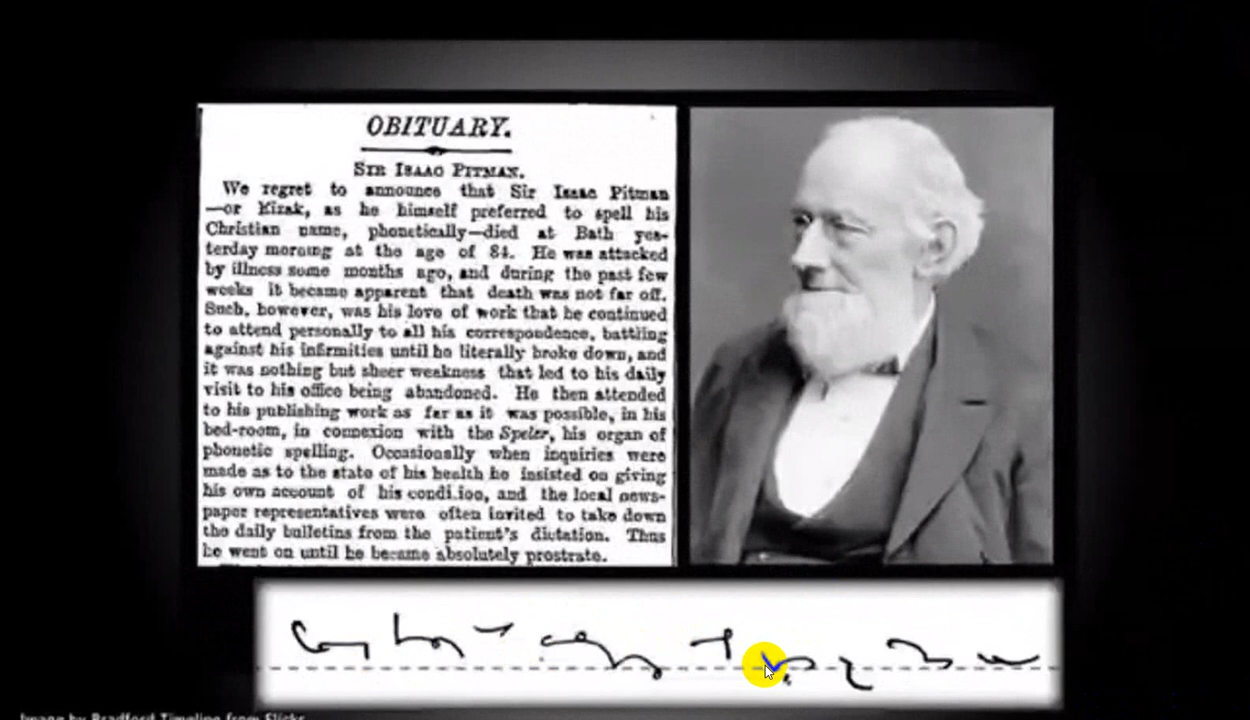 OBITUARY.
SIR ISAAC PITMAN.
We regret to announce that Sir Isaac Pitman
—or Eizak, as he himself preferred to spell his
Christian name, phonetically—died at Bath yes-
terday morning at the age of 84. He was attacked
by illness some months ago, and during the past few
weeks it became apparent that death was not far off.
Such, however, was his love of work that he continued
to attend personally to all his correspondence, battling
against his infirmities until he literally broke down, and
it was nothing but sheer weakness that led to his daily
visit to his office being abandoned. He then attended
to his publishing work as far as it was possible, in his
bed-room, in connexion with the Speler, his organ of
phonetic spelling. Occasionally when inquiries were
made as to the state of his health he insisted on giving
his own account of his condi.ion, and the local news-
paper representatives were often invited to take down
the daily bulletins from the patient's dictation. Thus
he went on until he became absolutely prostrate.
Image by Bradford Timeline from Flickr